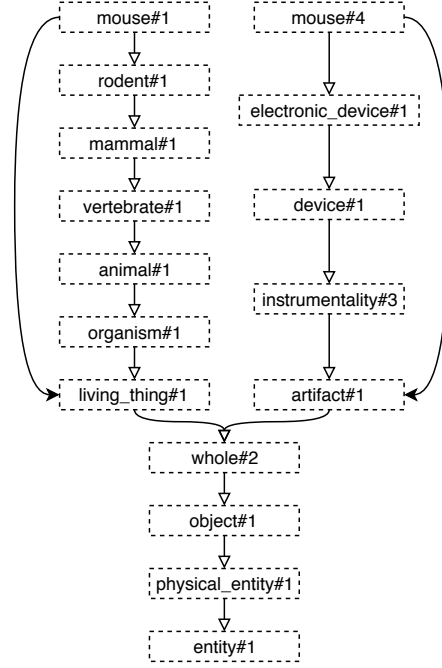 mouse#1
mouse#4
rodent#1
electronic_device#1
mammal#1
vertebrate#1
device#1
animal#1
instrumentality#3
organism#1
living_thing#1
artifact#1
whole#2
object#1
physical_entity#1
entity#1